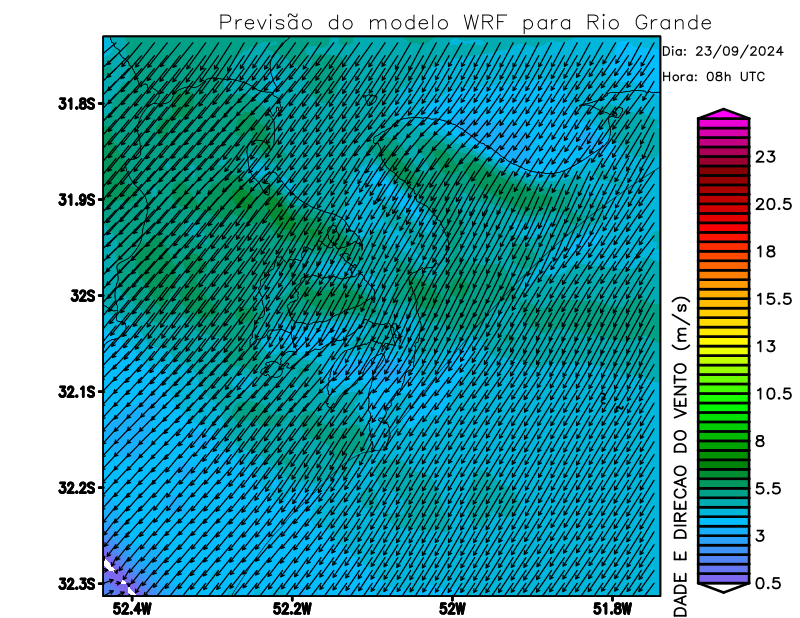 Previsão do modelo WRF para Rio Grande
Dia: 23/09/2024
Hora: 08h UTC
31.8S
31.9S
32S
32.1S
32.2S
32.3S
52.4W
52.2W
52W
51.8W
23
20.5
18
15.5
13
10.5
8
5.5
3
0.5
DADE E DIRECAO DO VENTO (m/s)